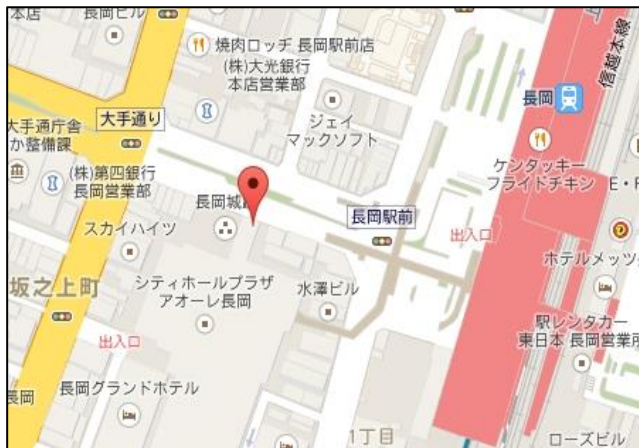 本店
長岡ビル
焼肉ロッヂ 長岡駅前店
(株)大光銀行
本店営業部
信越本線
長岡
大手通り
大手通庁舎
か整備課
ジェイ
マックソフト
ケンタッキー
フライドチキン
(株)第四銀行
長岡営業部
長岡城
スカイハイツ
長岡駅前
出入口
E・F
ホテルメッツ
坂之上町
シティホールプラザ
アオーレ長岡
水澤ビル
駅レンタカー
東日本 長岡営業所
出入口
長岡グランドホテル
長岡
1丁目
ローズビル